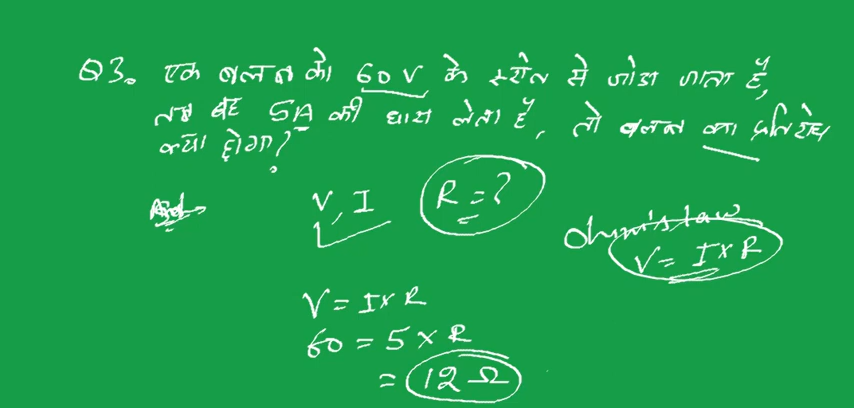 Q3. एक बल्ब को 60V के स्त्रोत से जोडा जाता है,
तब वह 5A की धारा लेता है, तो बल्ब का प्रतिरोध
क्या होगा?
V, I R = ?
Ohm's law
V = I × R
V = I × R
60 = 5 × R
= 12 Ω